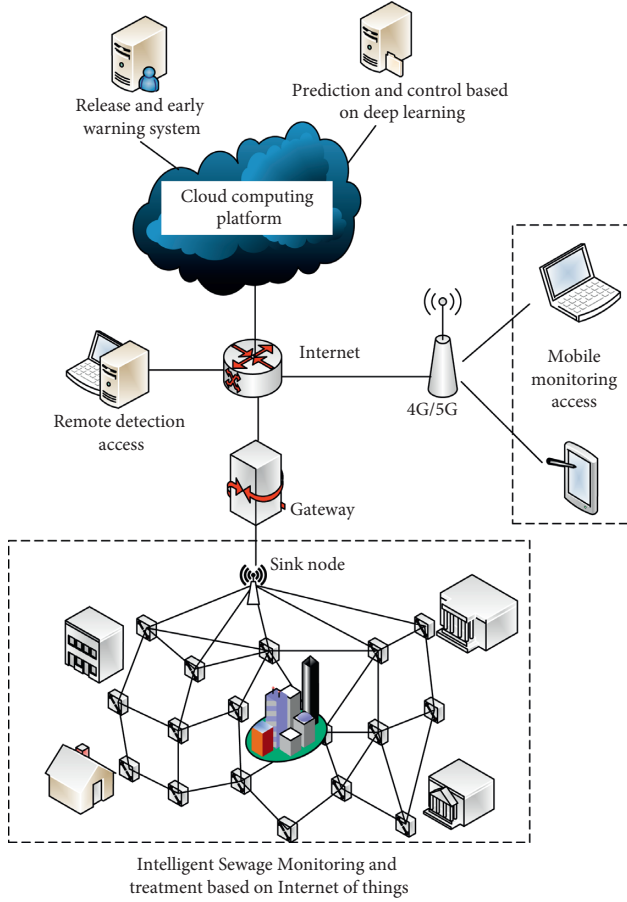 Release and early
warning system
Prediction and control based
on deep learning
Cloud computing
platform
Internet
Remote detection
access
4G/5G
Mobile
monitoring
access
Gateway
Sink node
Intelligent Sewage Monitoring and
treatment based on Internet of things